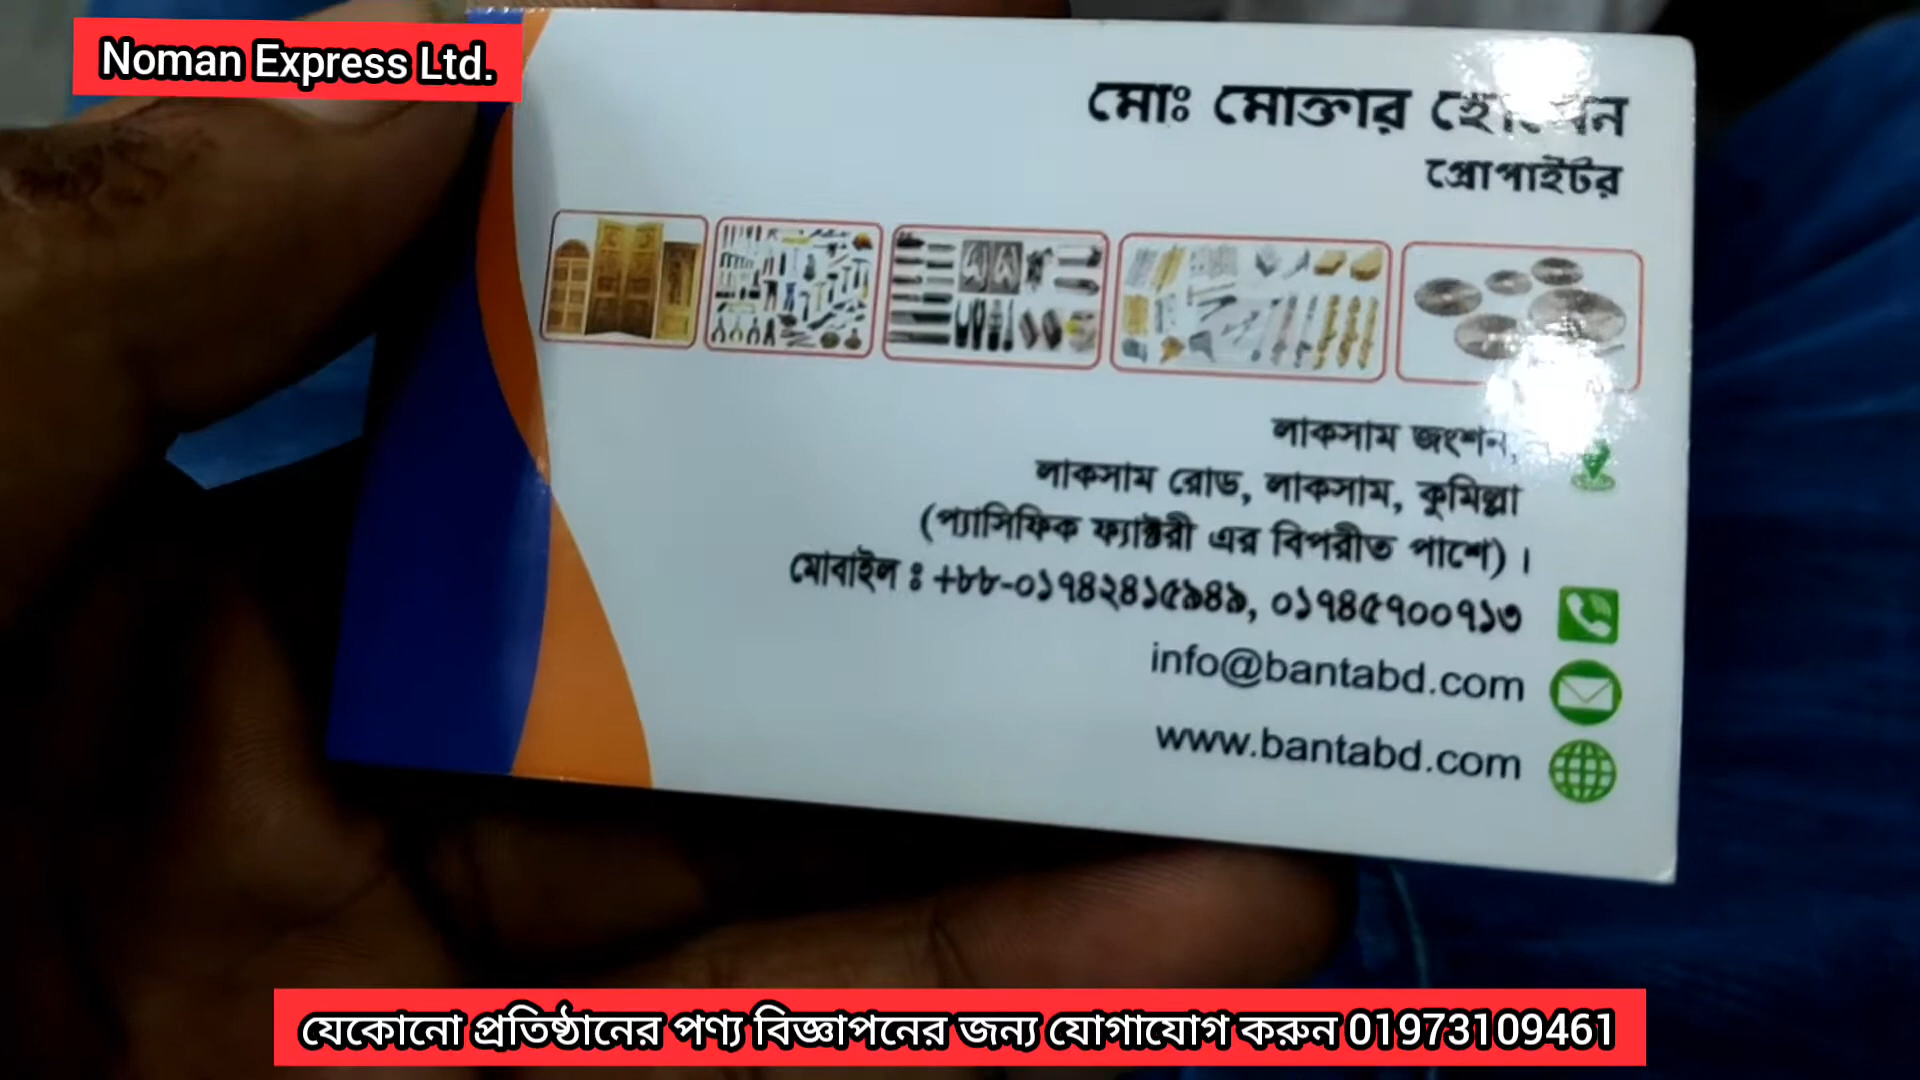 Noman Express Ltd.
মোঃ মোক্তার
প্রোপাইটর
লাকসাম জংশন,
লাকসাম রোড, লাকসাম, কুমিল্লা
(প্যাসিফিক ফ্যাক্টরী এর বিপরীত পাশে) ।
মোবাইল : +৮৮-০১৭৪২৪১৫৯৪৯, ০১৭৪৫৭০০৭১৩
info@bantabd.com
www.bantabd.com
যেকোনো প্রতিষ্ঠানের পণ্য বিজ্ঞাপনের জন্য যোগাযোগ করুন 01973109461